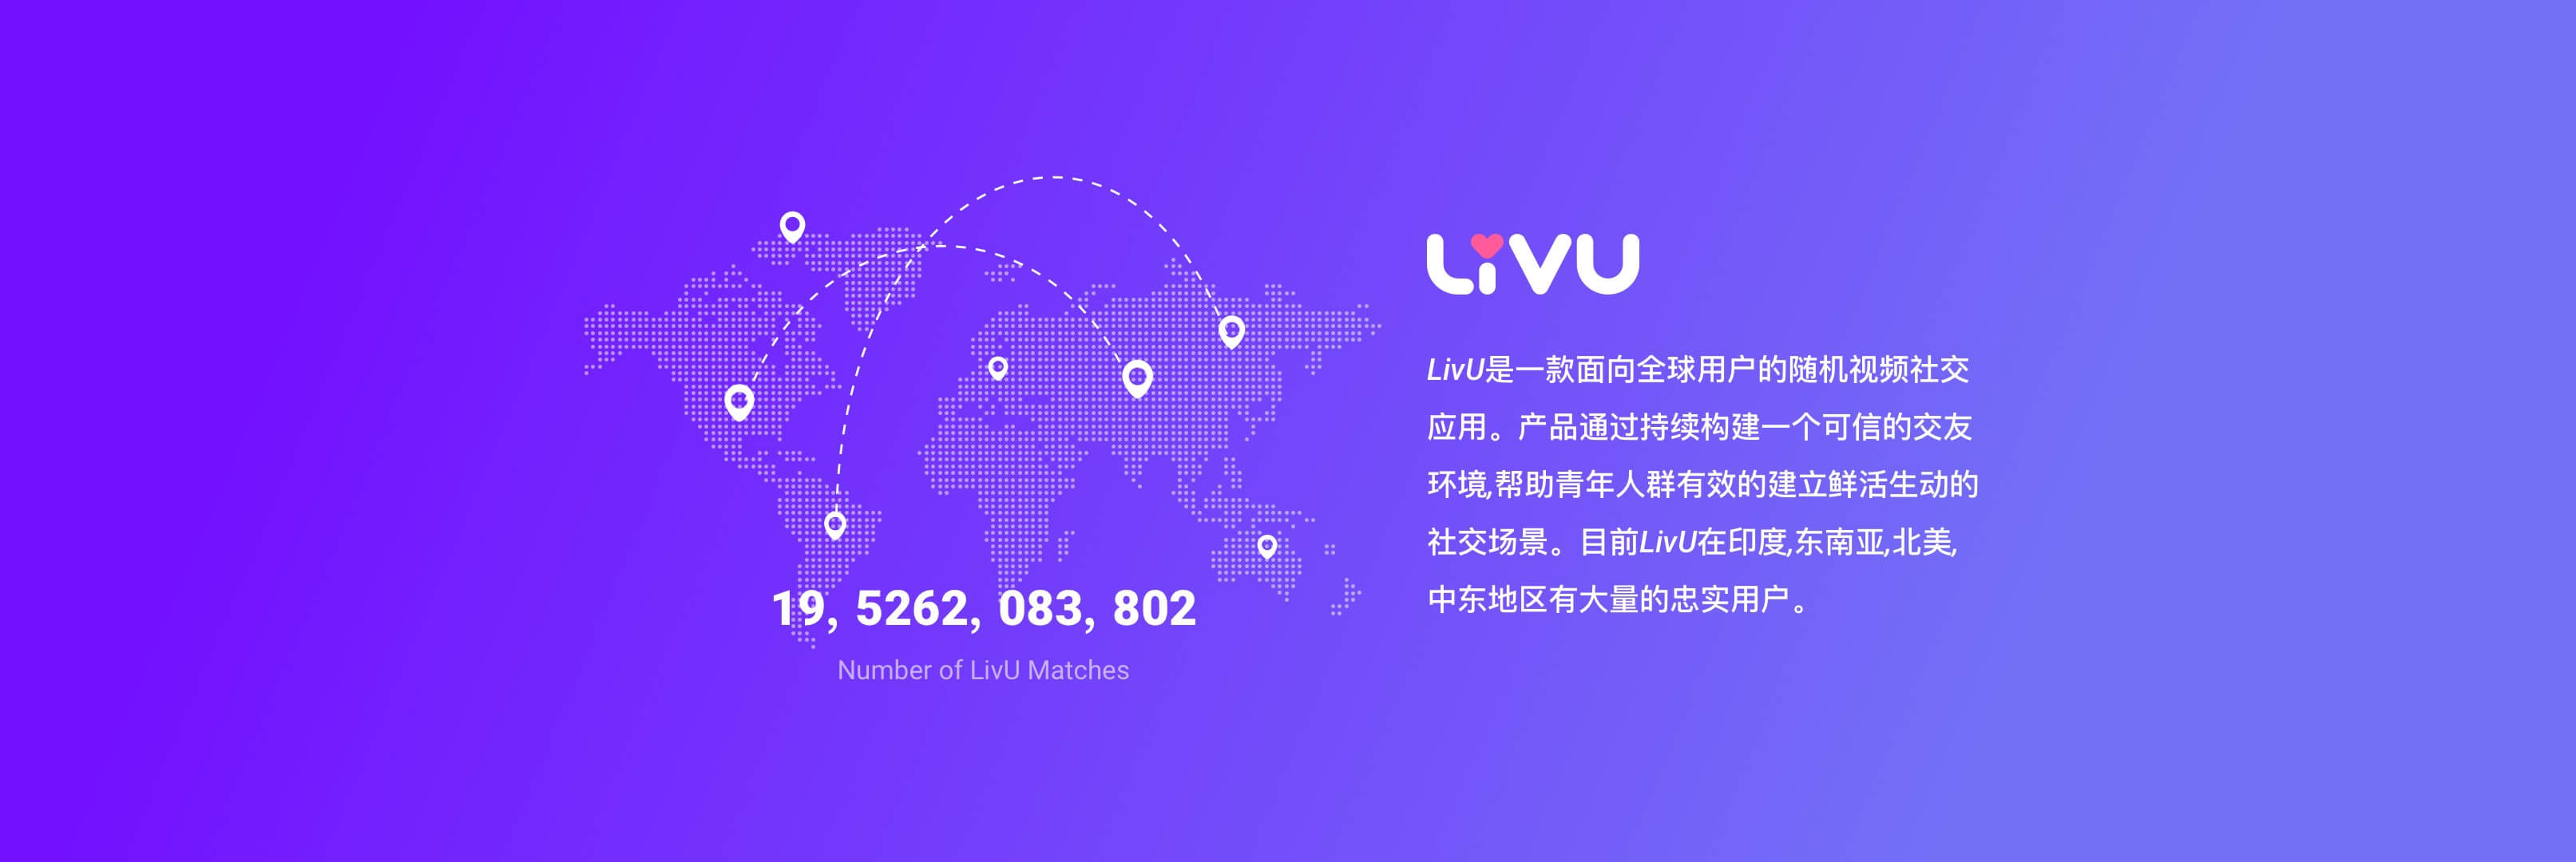 19, 5262, 083, 802
Number of LivU Matches
LiVU
LivU是一款面向全球用户的随机视频社交
应用。产品通过持续构建一个可信的交友
环境,帮助青年人群有效的建立鲜活生动的
社交场景。目前LivU在印度,东南亚,北美,
中东地区有大量的忠实用户。